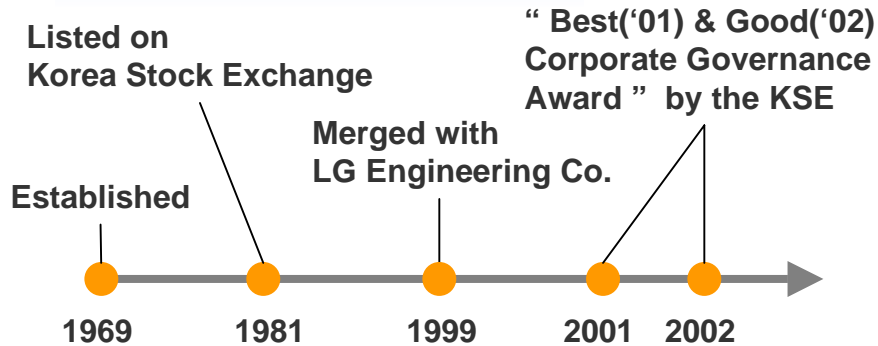 Listed on
Korea Stock Exchange
“ Best(‘01) & Good(‘02)
Corporate Governance
Award ” by the KSE
Merged with
LG Engineering Co.
Established
1969 1981 1999 2001 2002